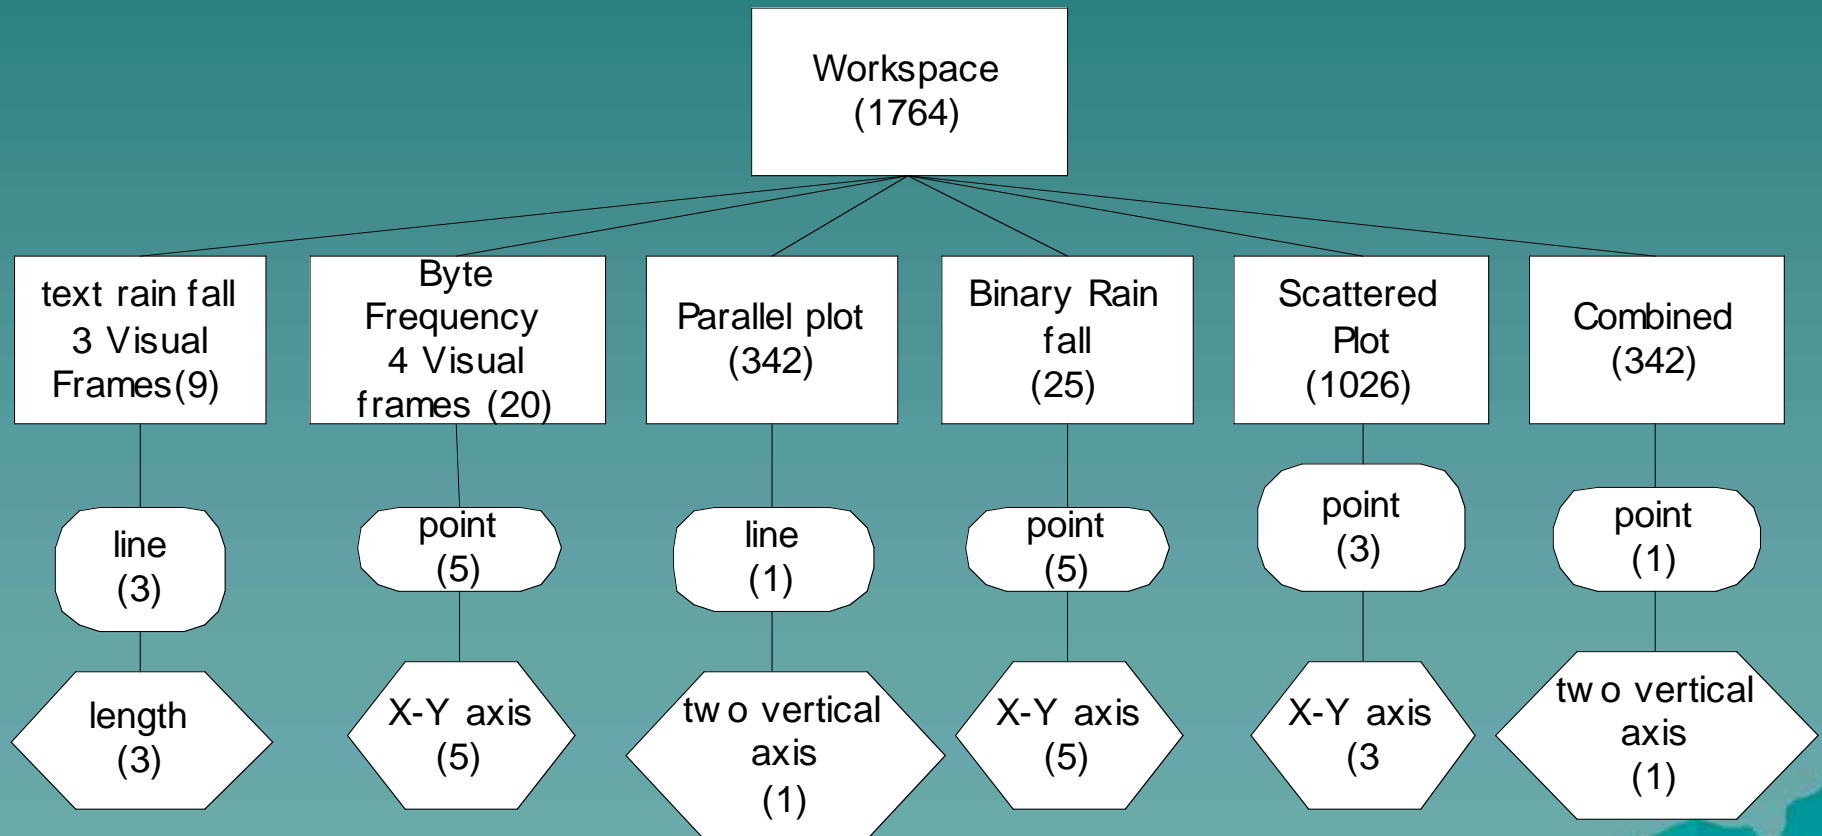 Workspace
(1764)
text rain fall
3 Visual
Frames(9)
Byte
Frequency
4 Visual
frames (20)
Parallel plot
(342)
Binary Rain
fall
(25)
Scattered
Plot
(1026)
Combined
(342)
line
(3)
point
(5)
line
(1)
point
(5)
point
(3)
point
(1)
length
(3)
X-Y axis
(5)
two vertical
axis
(1)
X-Y axis
(5)
X-Y axis
(3
two vertical
axis
(1)